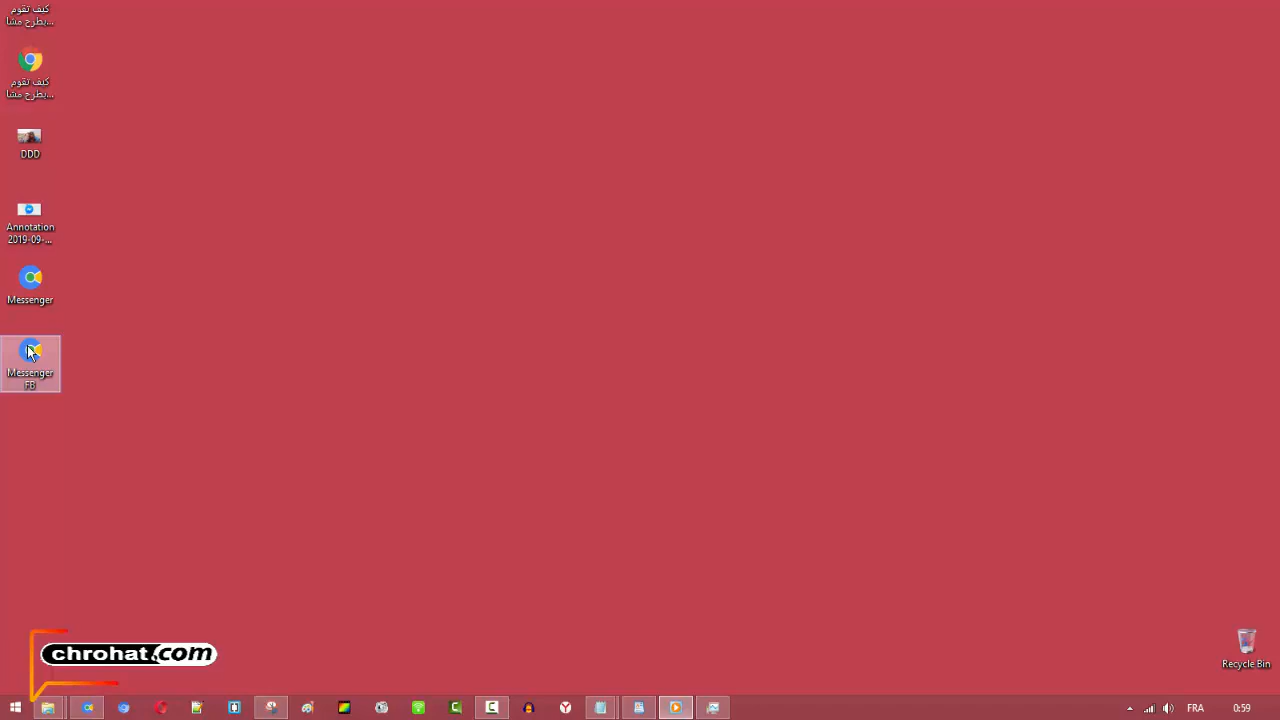 كيف تقوم
بطرح مشا...
كيف تقوم
بطرح مشا...
DDD
Annotation
2019-09-...
Messenger
Messenger
FB
Recycle Bin
chrohat.com
FRA
0:59